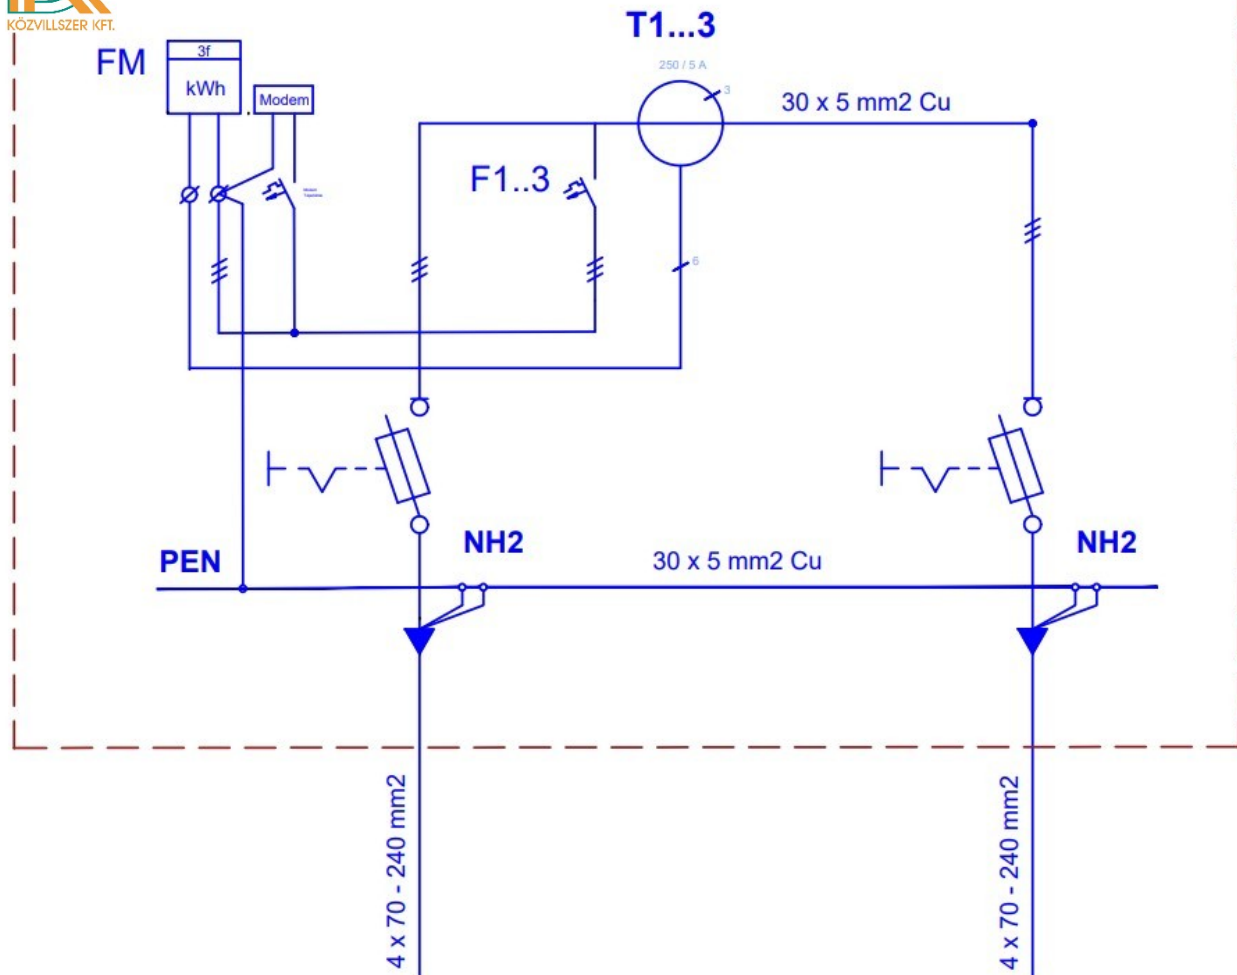 KÖZVILLSZER KFT.
T1...3
FM
3f
kWh
Modem
250 / 5 A
3
30 x 5 mm2 Cu
F1..3
6
NH2
NH2
PEN
30 x 5 mm2 Cu
4 x 70 - 240 mm2
4 x 70 - 240 mm2